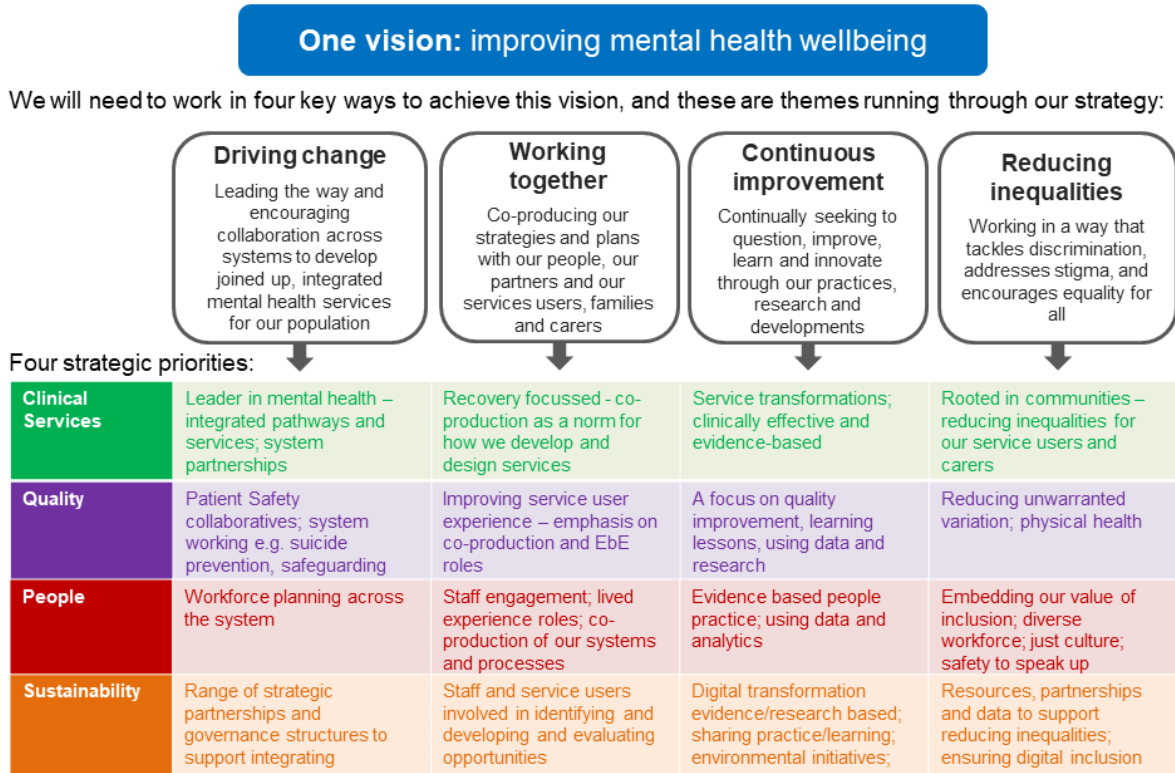 One vision: improving mental health wellbeing
We will need to work in four key ways to achieve this vision, and these are themes running through our strategy:
Driving change
Leading the way and
encouraging
collaboration across
systems to develop
joined up, integrated
mental health services
for our population
Working
together
Co-producing our
strategies and plans
with our people, our
partners and our
services users, families
and carers
Continuous
improvement
Continually seeking to
question, improve,
learn and innovate
through our practices,
research and
developments
Reducing
inequalities
Working in a way that
tackles discrimination,
addresses stigma, and
encourages equality for
all
Four strategic priorities:
Clinical
Services
Leader in mental health –
integrated pathways and
services; system
partnerships
Recovery focussed - co-
production as a norm for
how we develop and
design services
Service transformations;
clinically effective and
evidence-based
Rooted in communities –
reducing inequalities for
our service users and
carers
Quality
Patient Safety
collaboratives; system
working e.g. suicide
prevention, safeguarding
Improving service user
experience – emphasis on
co-production and EbE
roles
A focus on quality
improvement, learning
lessons, using data and
research
Reducing unwarranted
variation; physical health
People
Workforce planning across
the system
Staff engagement; lived
experience roles; co-
production of our systems
and processes
Evidence based people
practice; using data and
analytics
Embedding our value of
inclusion; diverse
workforce; just culture;
safety to speak up
Sustainability
Range of strategic
partnerships and
governance structures to
support integrating
Staff and service users
involved in identifying and
developing and evaluating
opportunities
Digital transformation
evidence/research based;
sharing practice/learning;
environmental initiatives;
Resources, partnerships
and data to support
reducing inequalities;
ensuring digital inclusion